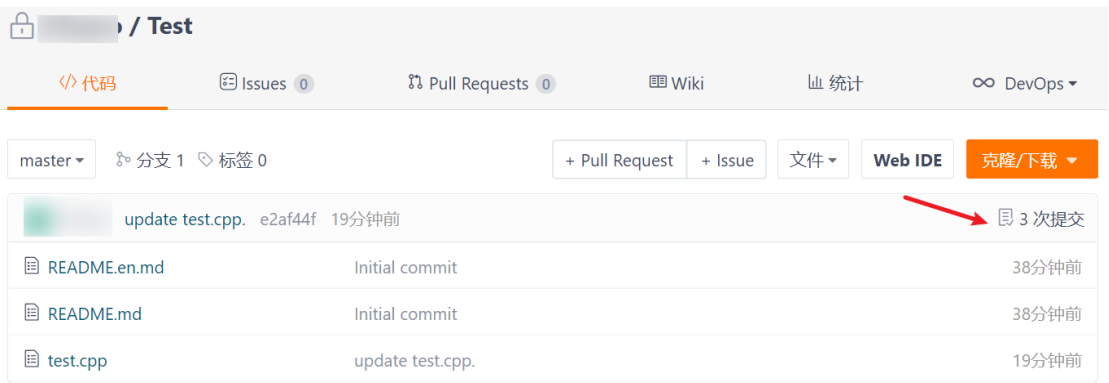 / Test
代码 Issues 0 Pull Requests 0 Wiki 统计 DevOps
master 分支 1 标签 0 + Pull Request + Issue 文件 Web IDE 克隆/下载
update test.cpp. e2af44f 19分钟前 3 次提交
README.en.md Initial commit 38分钟前
README.md Initial commit 38分钟前
test.cpp update test.cpp. 19分钟前